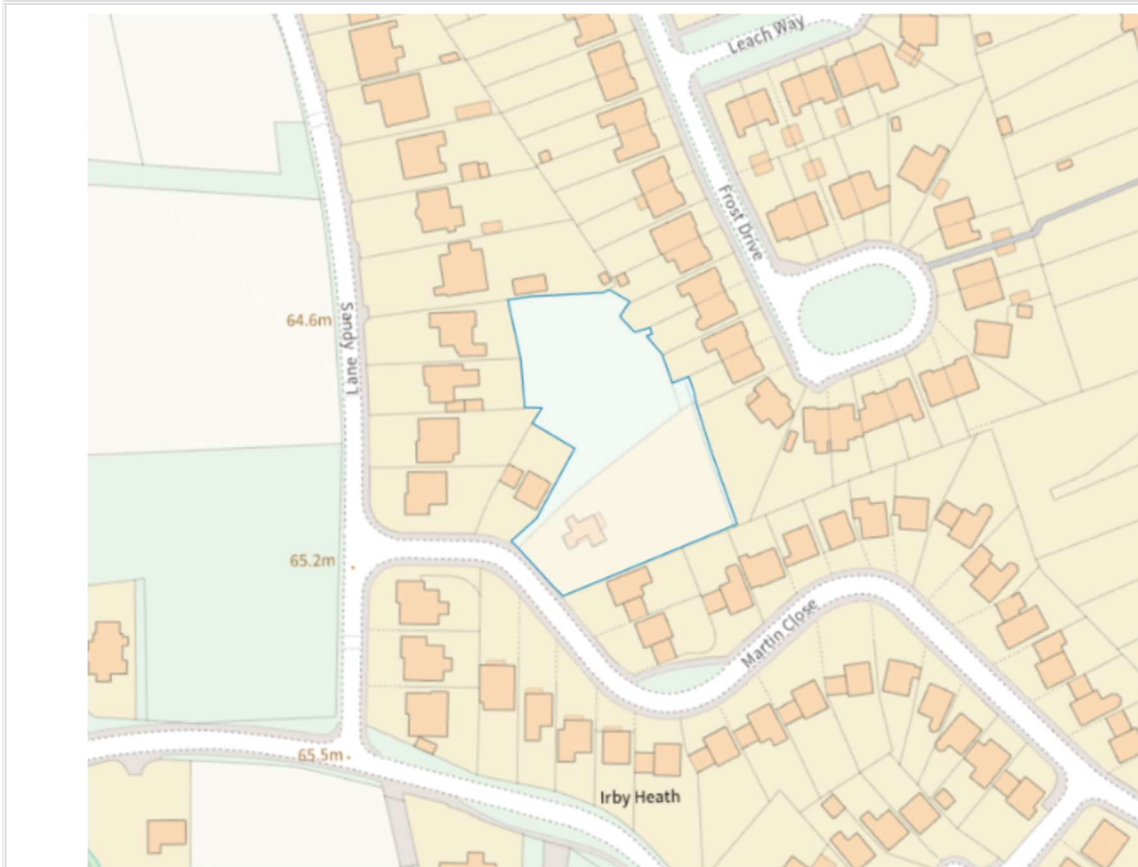 Leach Way
Frost Drive
64.6m
Sandy Lane
65.2m
Martin Close
65.5m
Irby Heath